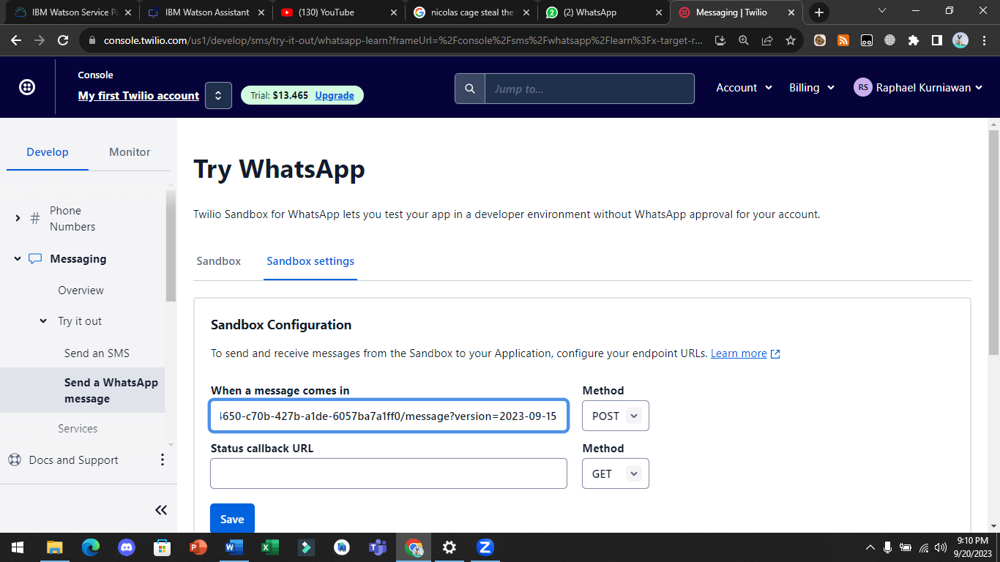 IBM Watson Service Pa
IBM Watson Assistant
(130) YouTube
nicolas cage steal the
(2) WhatsApp
Messaging | Twilio
console.twilio.com/us1/develop/sms/try-it-out/whatsapp-learn?frameUrl=%2Fconsole%2Fsms%2Fwhatsapp%2Flearn%3Fx-target-r...
Console
My first Twilio account
Trial: $13.465 Upgrade
Jump to...
Account
Billing
RS
Raphael Kurniawan
Develop
Monitor
Phone
Numbers
Messaging
Overview
Try it out
Send an SMS
Send a WhatsApp
message
Services
Docs and Support
Try WhatsApp
Twilio Sandbox for WhatsApp lets you test your app in a developer environment without WhatsApp approval for your account.
Sandbox
Sandbox settings
Sandbox Configuration
To send and receive messages from the Sandbox to your Application, configure your endpoint URLs. Learn more
When a message comes in
Method
4650-c70b-427b-a1de-6057ba7a1ff0/message?version=2023-09-15
POST
Status callback URL
Method
GET
Save
9:10 PM
9/20/2023